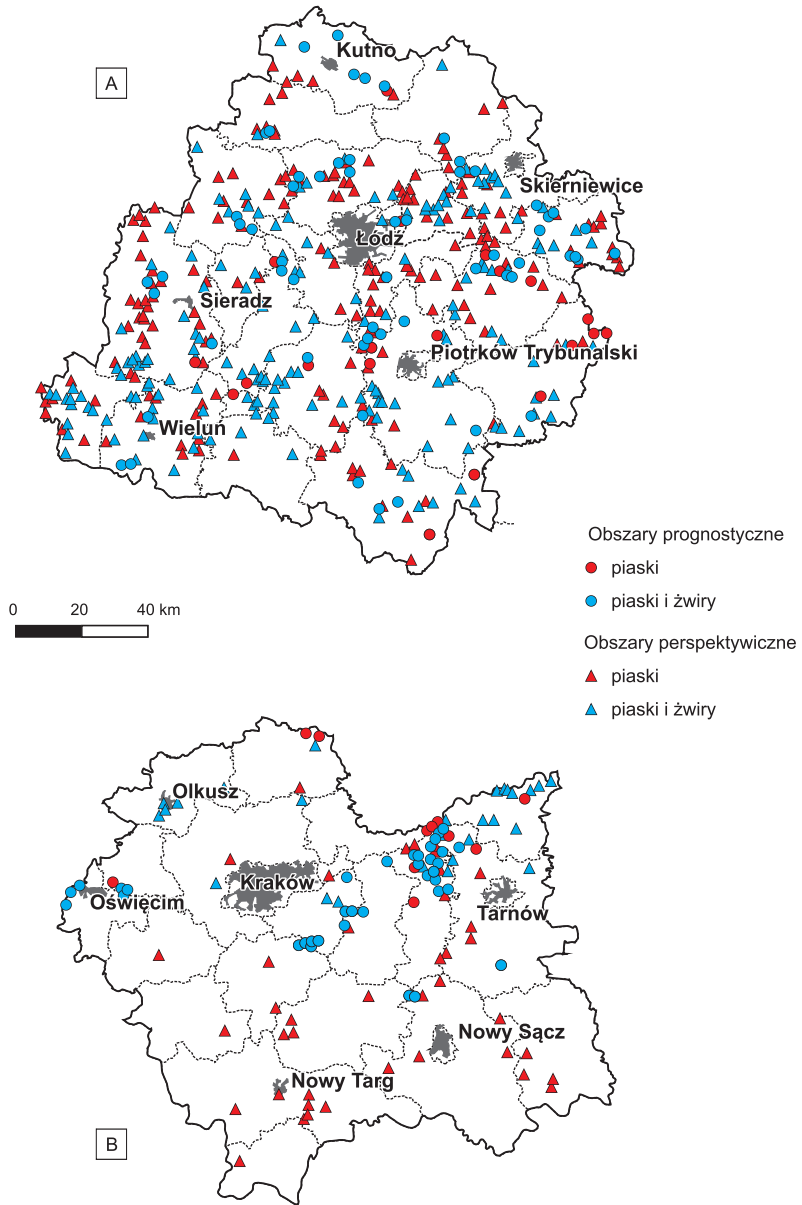 A
Kutno
Skierniewice
Łódź
Sieradz
Piotrków Trybunalski
Wieluń
Obszary prognostyczne
piaski
piaski i żwiry
0 20 40 km
Obszary perspektywiczne
piaski
piaski i żwiry
Olkusz
Kraków
Oświęcim
Tarnów
Nowy Sącz
Nowy Targ
B